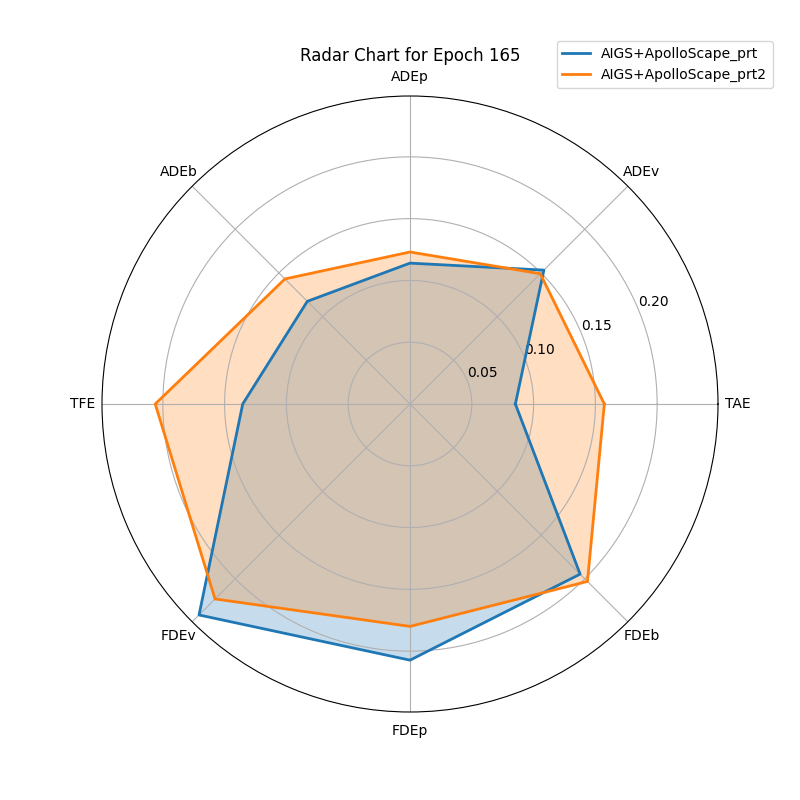 Radar Chart for Epoch 165
AIGS+ApolloScape_prt
AIGS+ApolloScape_prt2
ADEp
ADEb
ADEv
0.20
0.15
0.10
0.05
TFE
TAE
FDEv
FDEb
FDEp